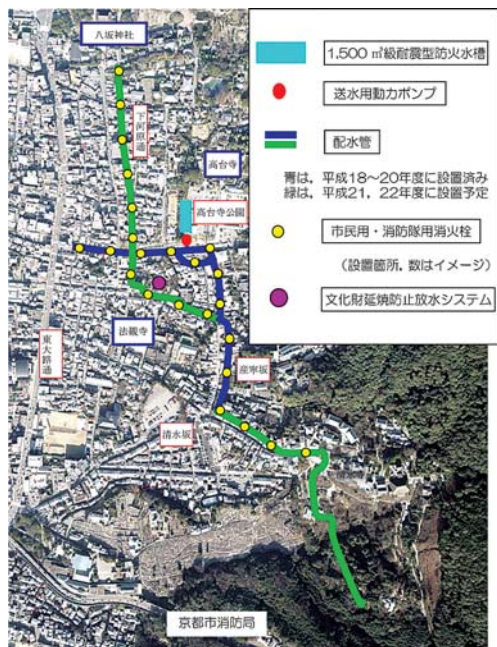 八坂神社
下河原通
高台寺
高台寺公園
法観寺
東大路通
産寧坂
清水坂
京都市消防局
1,500 ㎥級耐震型防火水槽
送水用動力ポンプ
配水管
青は，平成18～20年度に設置済み
緑は，平成21，22年度に設置予定
市民用・消防隊用消火栓
（設置箇所，数はイメージ）
文化財延焼防止放水システム